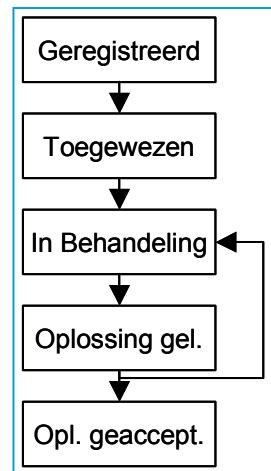 Geregistreerd
Toegewezen
In Behandeling
Oplossing gel.
Opl. geaccept.